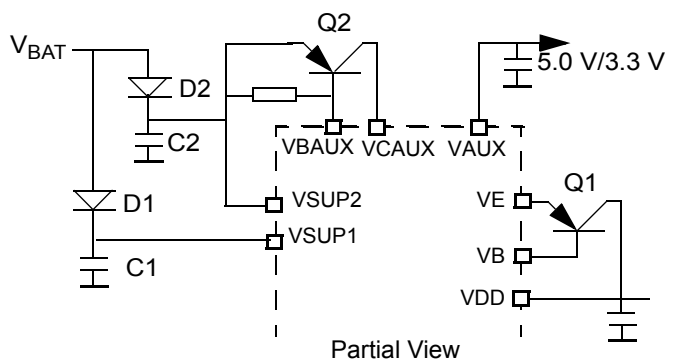 Q2
VBAT
D2
5.0 V/3.3 V
C2
VBAUX
VCAUX
VAUX
Q1
D1
VSUP2
VE
VSUP1
VB
C1
VDD
Partial View